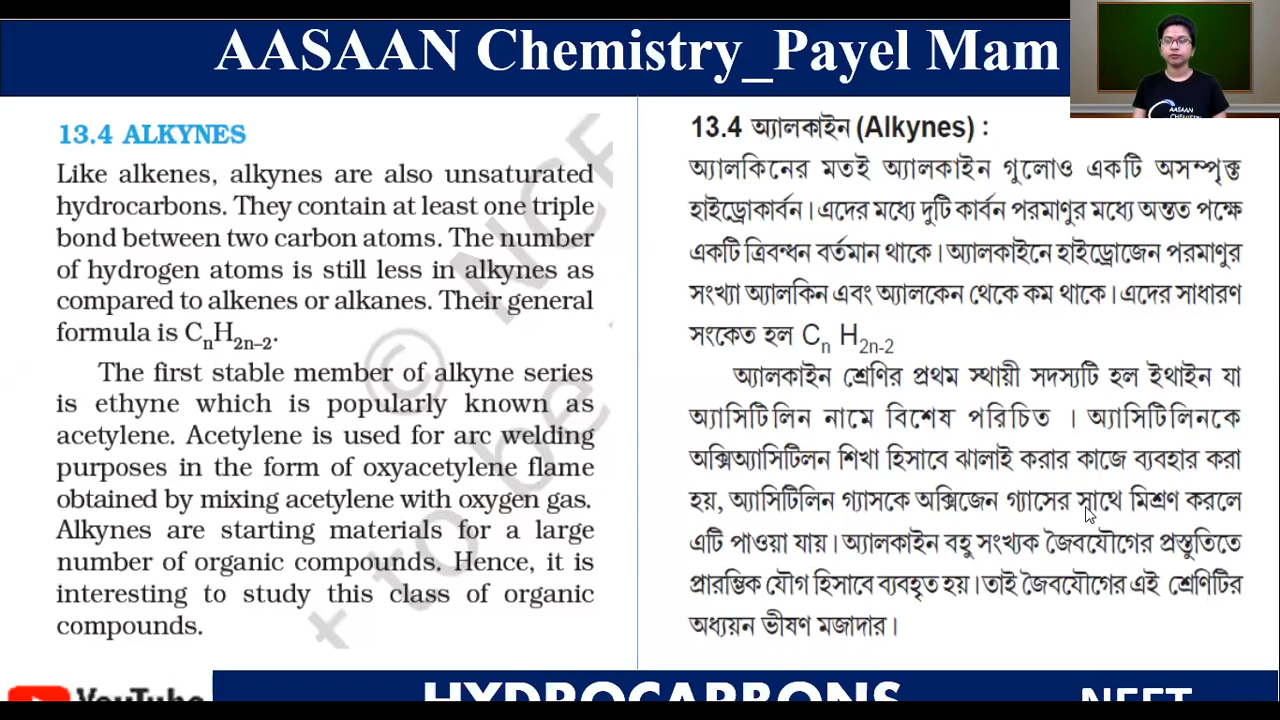 AASAAN Chemistry_Payel Mam
13.4 ALKYNES
Like alkenes, alkynes are also unsaturated
hydrocarbons. They contain at least one triple
bond between two carbon atoms. The number
of hydrogen atoms is still less in alkynes as
compared to alkenes or alkanes. Their general
formula is CnH2n–2.
The first stable member of alkyne series
is ethyne which is popularly known as
acetylene. Acetylene is used for arc welding
purposes in the form of oxyacetylene flame
obtained by mixing acetylene with oxygen gas.
Alkynes are starting materials for a large
number of organic compounds. Hence, it is
interesting to study this class of organic
compounds.
13.4 অ্যালকাইন (Alkynes) :
অ্যালকিনের মতই অ্যালকাইন গুলোও একটি অসম্পৃক্ত
হাইড্রোকার্বন। এদের মধ্যে দুটি কার্বন পরমাণুর মধ্যে অন্তত পক্ষে
একটি ত্রিবন্ধন বর্তমান থাকে। অ্যালকাইনে হাইড্রোজেন পরমাণুর
সংখ্যা অ্যালকিন এবং অ্যালকেন থেকে কম থাকে। এদের সাধারণ
সংকেত হল Cn H2n-2
অ্যালকাইন শ্রেণির প্রথম স্থায়ী সদস্যটি হল ইথাইন যা
অ্যাসিটিলিন নামে বিশেষ পরিচিত । অ্যাসিটিলিনকে
অক্সিঅ্যাসিটিলন শিখা হিসাবে ঝালাই করার কাজে ব্যবহার করা
হয়, অ্যাসিটিলিন গ্যাসকে অক্সিজেন গ্যাসের সাথে মিশ্রণ করলে
এটি পাওয়া যায়। অ্যালকাইন বহু সংখ্যক জৈবযৌগের প্রস্তুতিতে
প্রারম্ভিক যৌগ হিসাবে ব্যবহৃত হয়। তাই জৈবযৌগের এই শ্রেণিটির
অধ্যয়ন ভীষণ মজাদার।
© NCE
t to be
AASAAN
YouTube
HYDROCARBONS
NEET